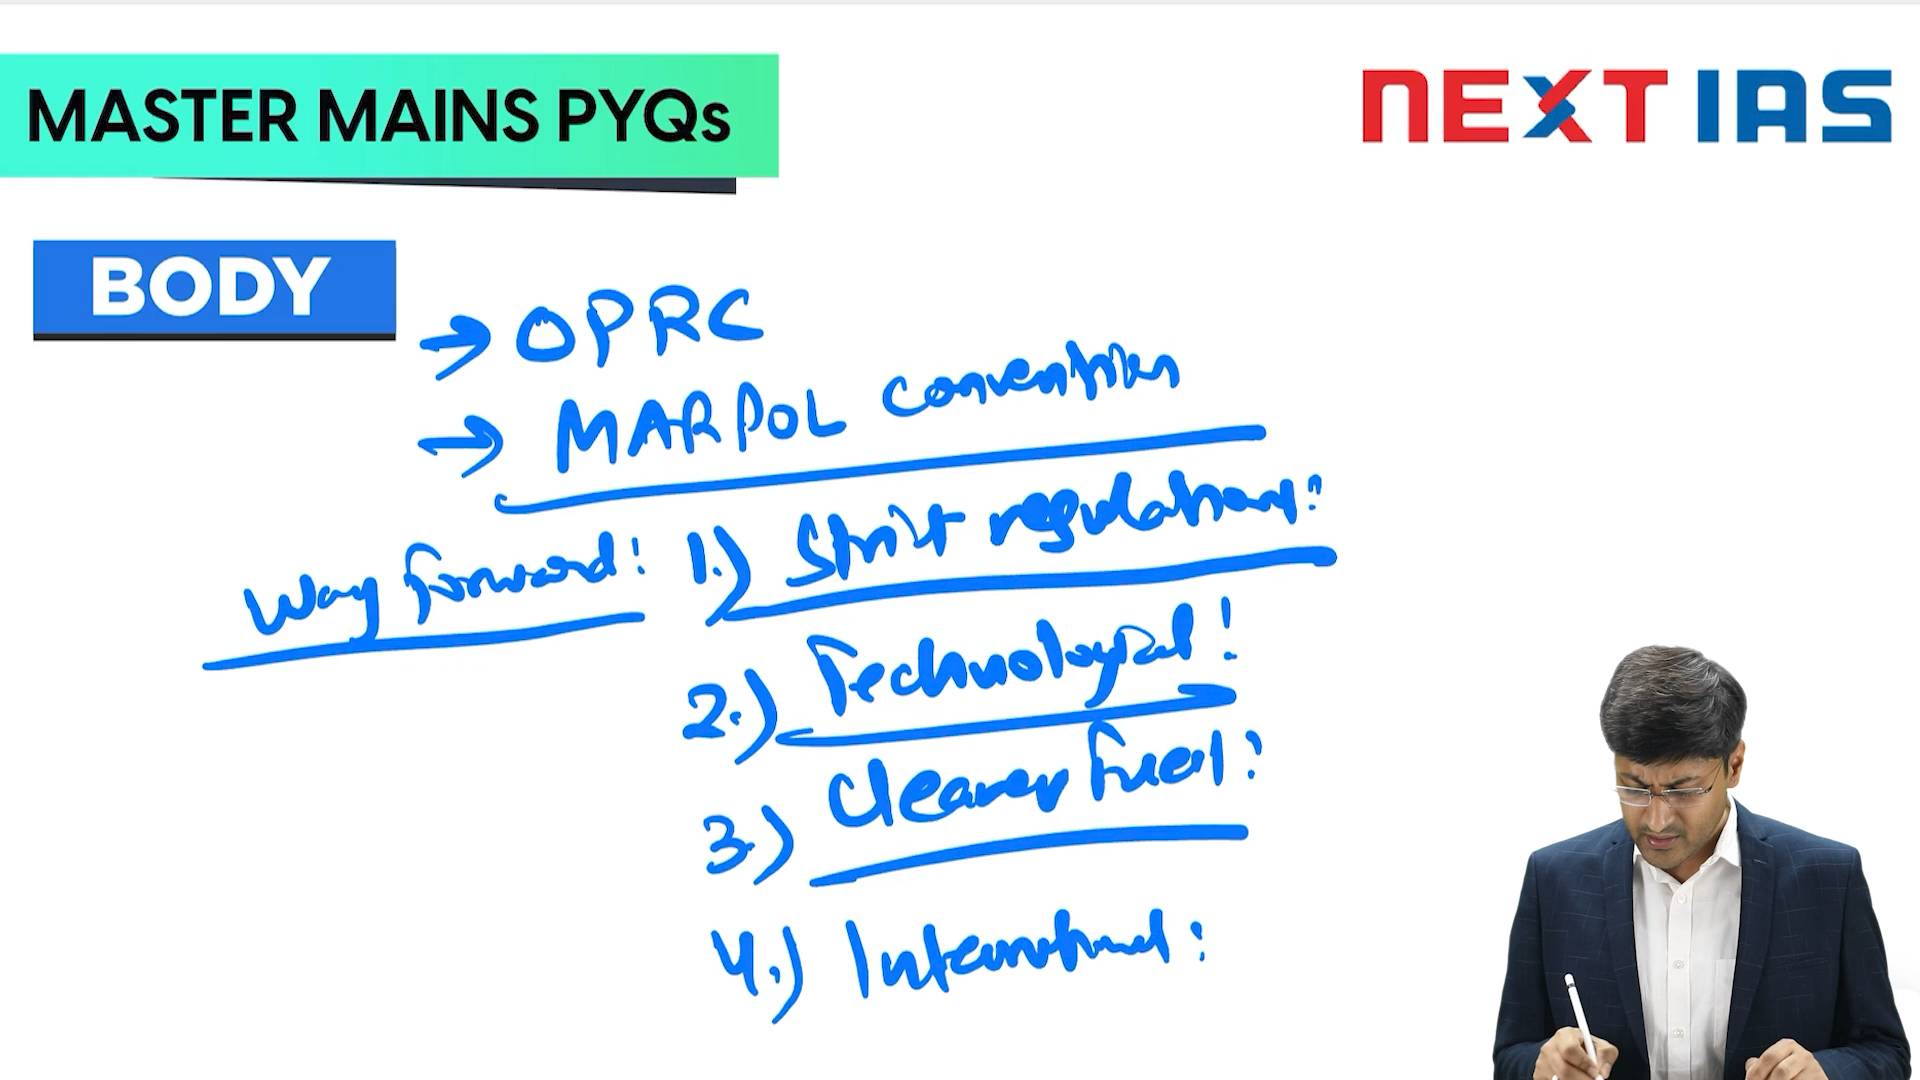 MASTER MAINS PYQs
NEXT IAS
BODY
→ OPRC
→ MARPOL convention
Way forward: 1.) Strict regulations:
2.) Technological:
3.) Cleaner fuel:
4.) International: